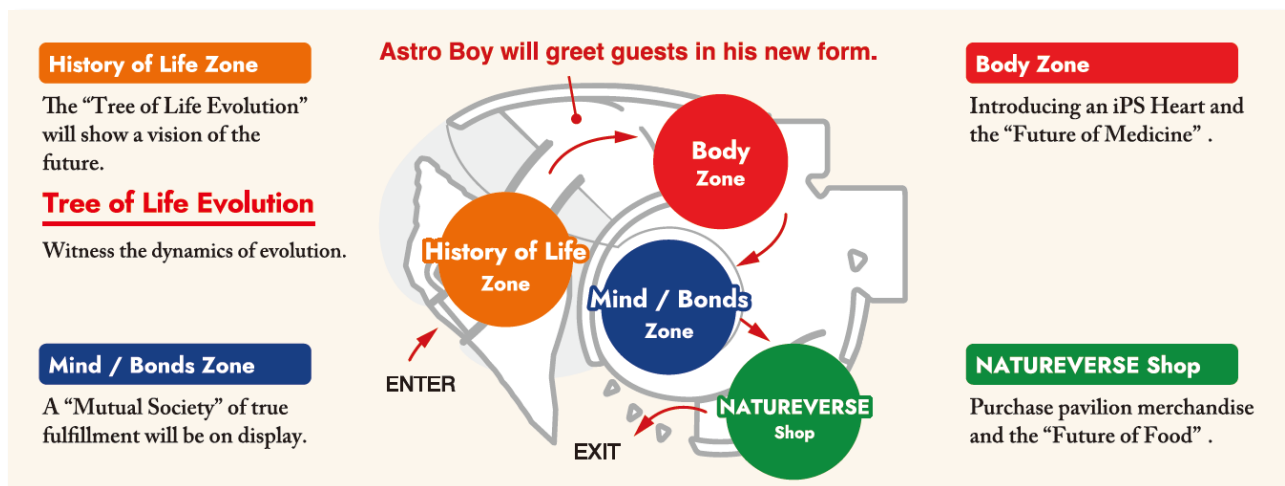 History of Life Zone
The “Tree of Life Evolution”
will show a vision of the
future.
Tree of Life Evolution
Witness the dynamics of evolution.
Mind / Bonds Zone
A “Mutual Society” of true
fulfillment will be on display.
Astro Boy will greet guests in his new form.
Body
Zone
History of Life
Zone
Mind / Bonds
Zone
ENTER
NATUREVERSE
Shop
EXIT
Body Zone
Introducing an iPS Heart and
the “Future of Medicine” .
NATUREVERSE Shop
Purchase pavilion merchandise
and the “Future of Food” .